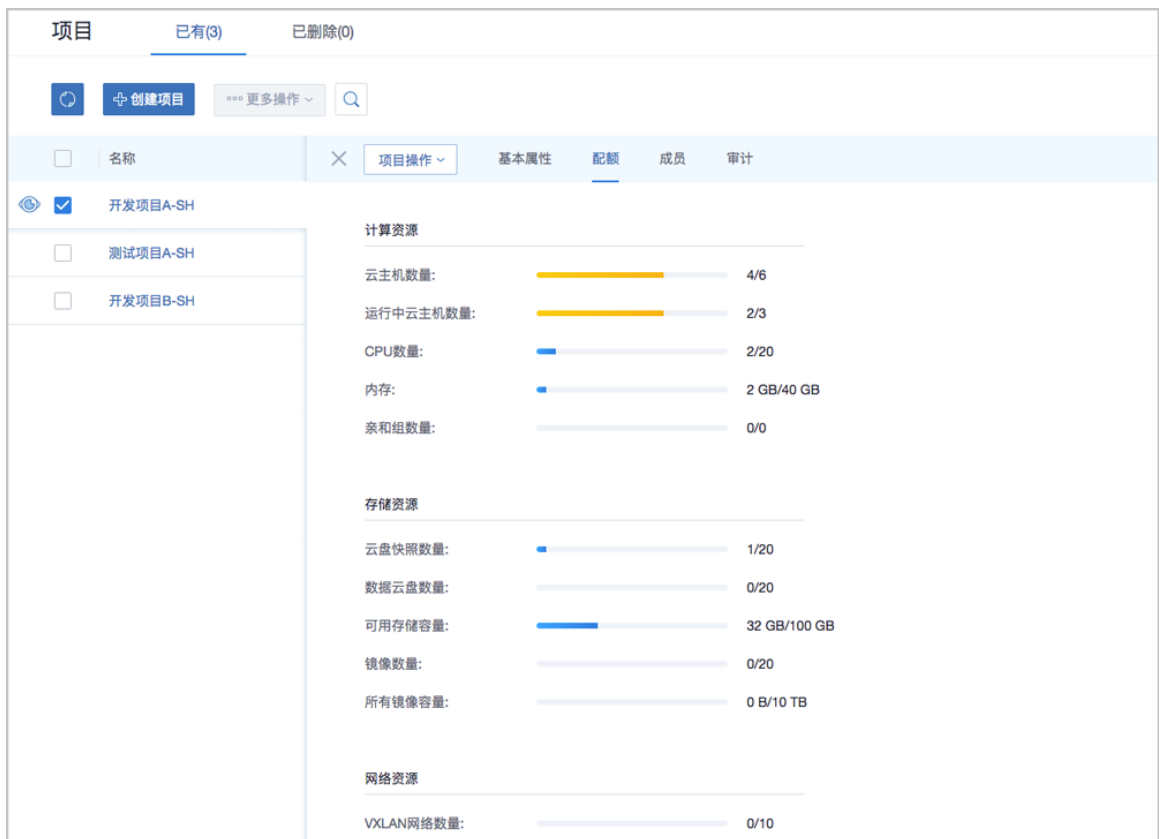 项目 已有(3) 已删除(0)
创建项目 更多操作
名称 项目操作 基本属性 配额 成员 审计
开发项目A-SH
测试项目A-SH
开发项目B-SH
计算资源
云主机数量: 4/6
运行中云主机数量: 2/3
CPU数量: 2/20
内存: 2 GB/40 GB
亲和组数量: 0/0
存储资源
云盘快照数量: 1/20
数据云盘数量: 0/20
可用存储容量: 32 GB/100 GB
镜像数量: 0/20
所有镜像容量: 0 B/10 TB
网络资源
VXLAN网络数量: 0/10